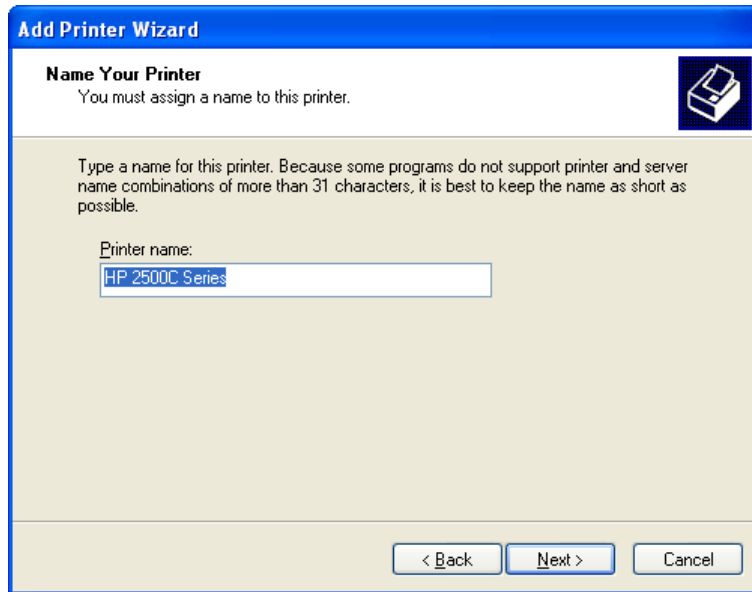 Add Printer Wizard
Name Your Printer
You must assign a name to this printer.
Type a name for this printer. Because some programs do not support printer and server
name combinations of more than 31 characters, it is best to keep the name as short as
possible.
Printer name:
HP 2500C Series
< Back
Next >
Cancel